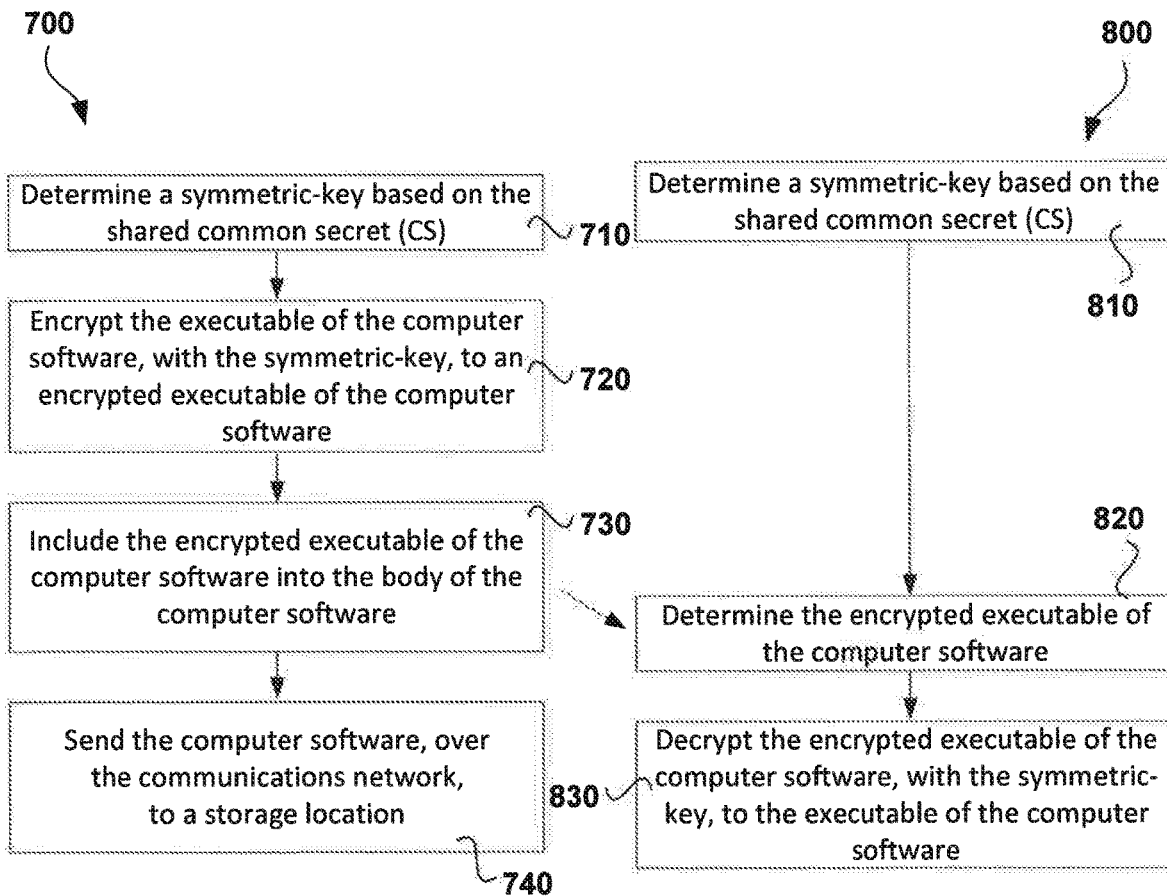 700
800
Determine a symmetric-key based on the
shared common secret (CS)
710
Encrypt the executable of the computer
software, with the symmetric-key, to an
encrypted executable of the computer
software
720
Include the encrypted executable of the
computer software into the body of the
computer software
730
Send the computer software, over
the communications network,
to a storage location
740
Determine a symmetric-key based on the
shared common secret (CS)
810
820
Determine the encrypted executable of
the computer software
Decrypt the encrypted executable of the
computer software, with the symmetric-
key, to the executable of the computer
software
830